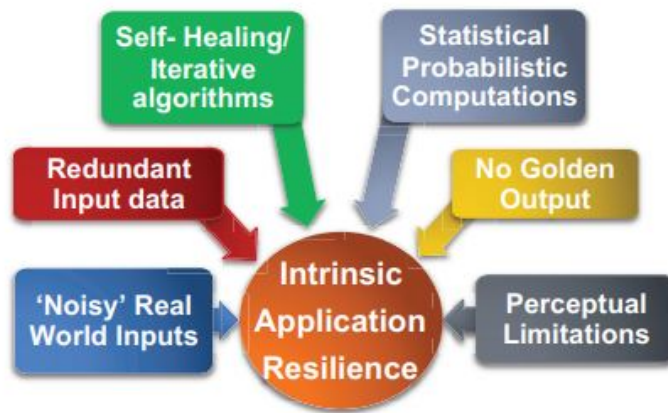 Self- Healing/
Iterative
algorithms
Statistical
Probabilistic
Computations
Redundant
Input data
No Golden
Output
‘Noisy’ Real
World Inputs
Intrinsic
Application
Resilience
Perceptual
Limitations